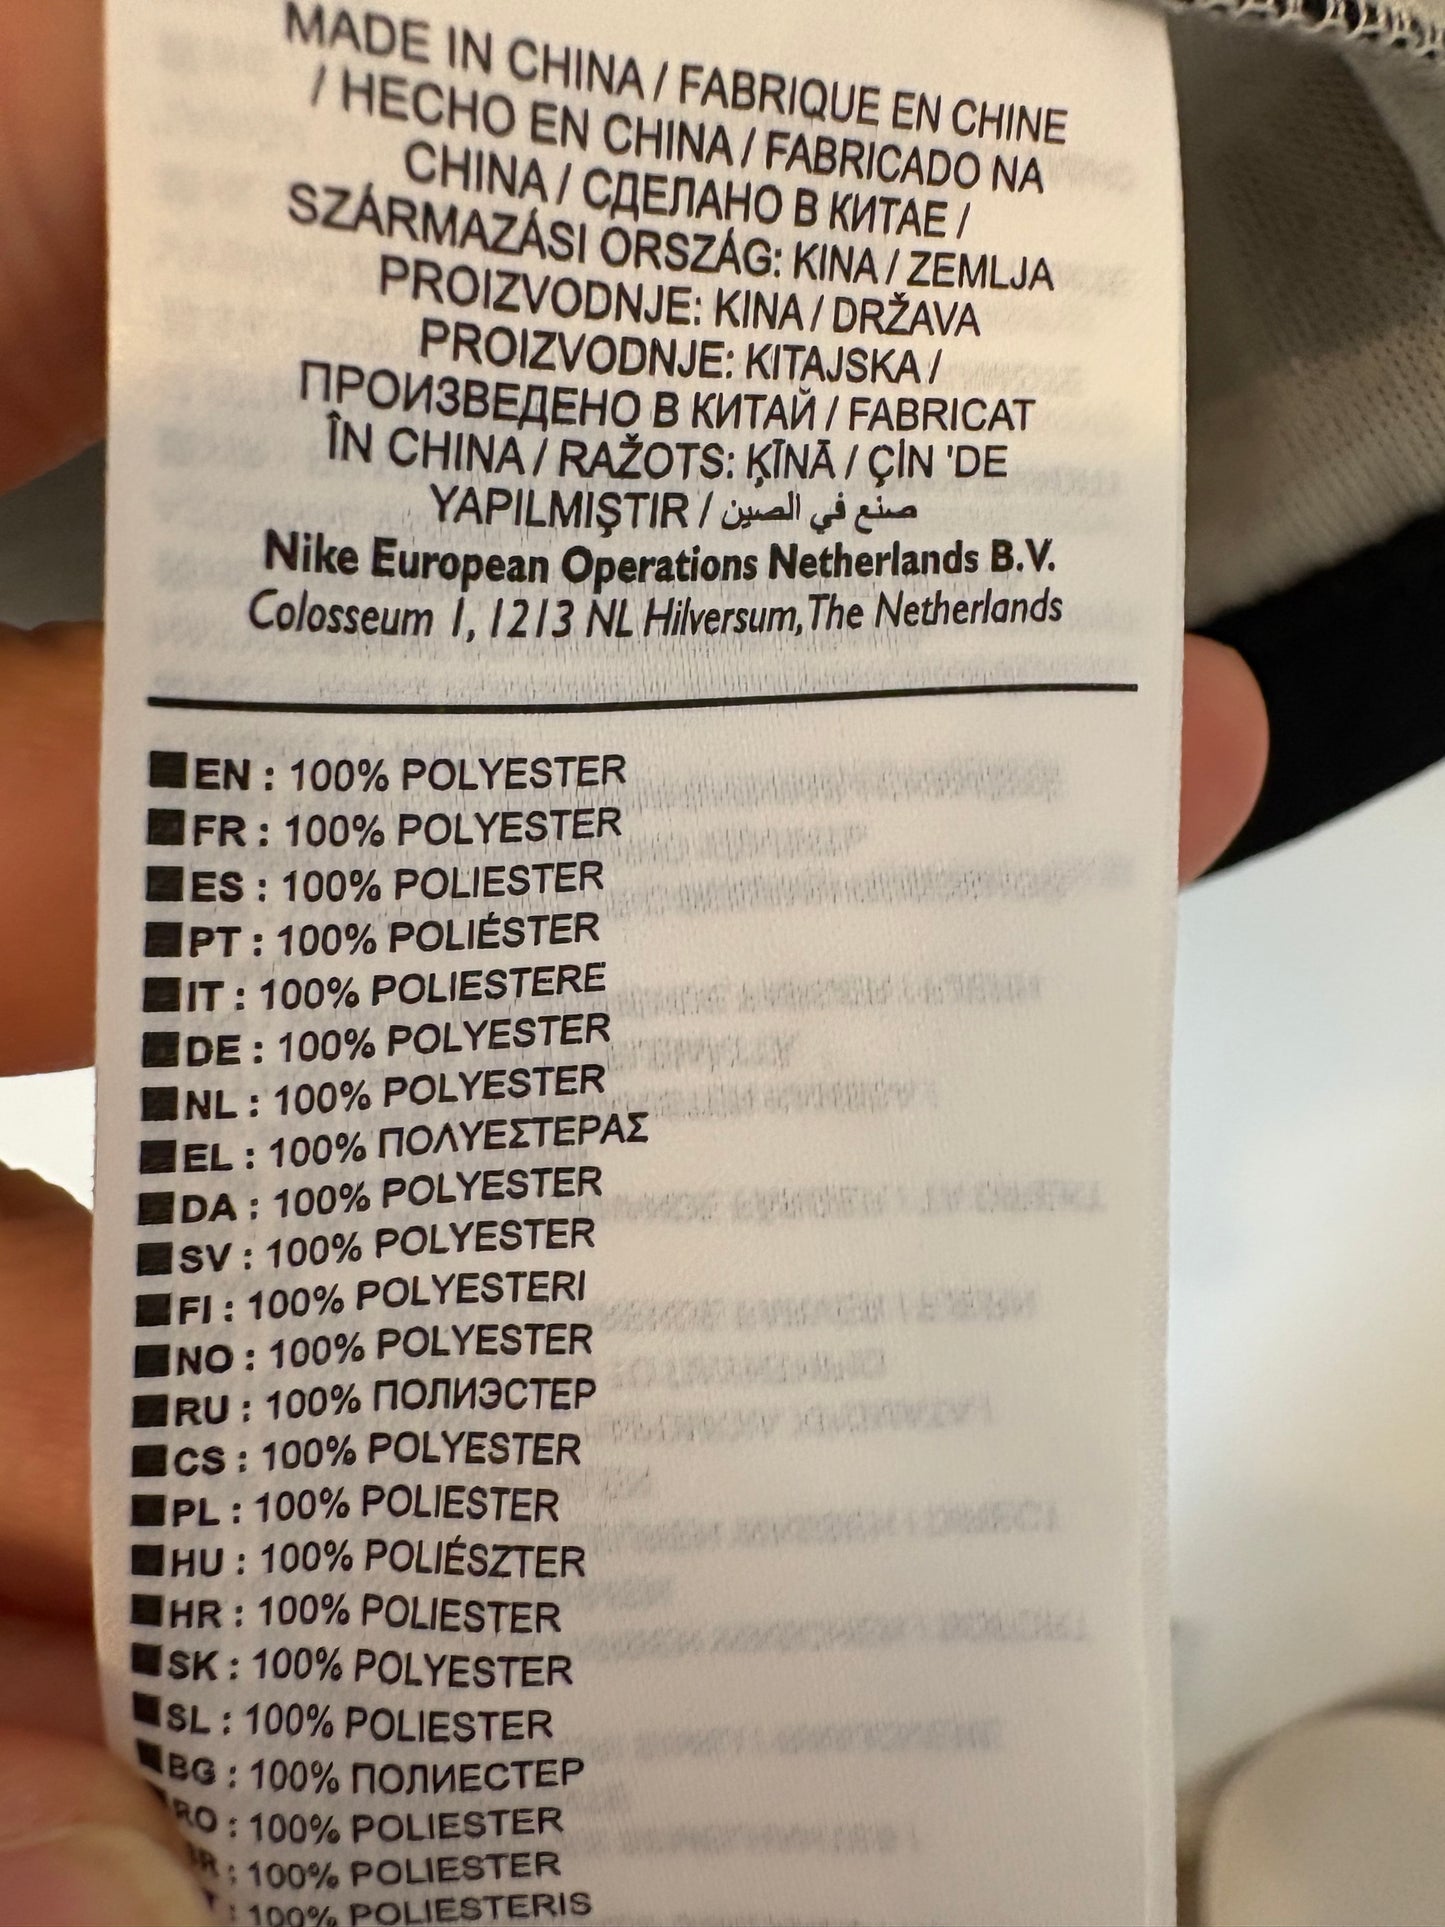 MADE IN CHINA / FABRIQUE EN CHINE
/ HECHO EN CHINA / FABRICADO NA
CHINA / СДЕЛАНО В КИТАЕ /
SZÁRMAZÁSI ORSZÁG: KINA / ZEMLJA
PROIZVODNJE: KINA / DRŽAVA
PROIZVODNJE: KITAJSKA /
ПРОИЗВЕДЕНО В КИТАЙ / FABRICAT
ÎN CHINA / RAŽOTS: ĶĪNĀ / ÇİN 'DE
YAPILMIŞTIR / صنع في الصين
Nike European Operations Netherlands B.V.
Colosseum 1, 1213 NL Hilversum, The Netherlands
EN : 100% POLYESTER
FR : 100% POLYESTER
ES : 100% POLIESTER
PT : 100% POLIÉSTER
IT : 100% POLIESTERE
DE : 100% POLYESTER
NL : 100% POLYESTER
EL : 100% ΠΟΛΥΕΣΤΕΡΑΣ
DA : 100% POLYESTER
SV : 100% POLYESTER
FI : 100% POLYESTERI
NO : 100% POLYESTER
RU : 100% ПОЛИЭСТЕР
CS : 100% POLYESTER
PL : 100% POLIESTER
HU : 100% POLIÉSZTER
HR : 100% POLIESTER
SK : 100% POLYESTER
SL : 100% POLIESTER
BG : 100% ПОЛИЕСТЕР
RO : 100% POLIESTER
: 100% POLIESTER
: 100% POLIESTERIS